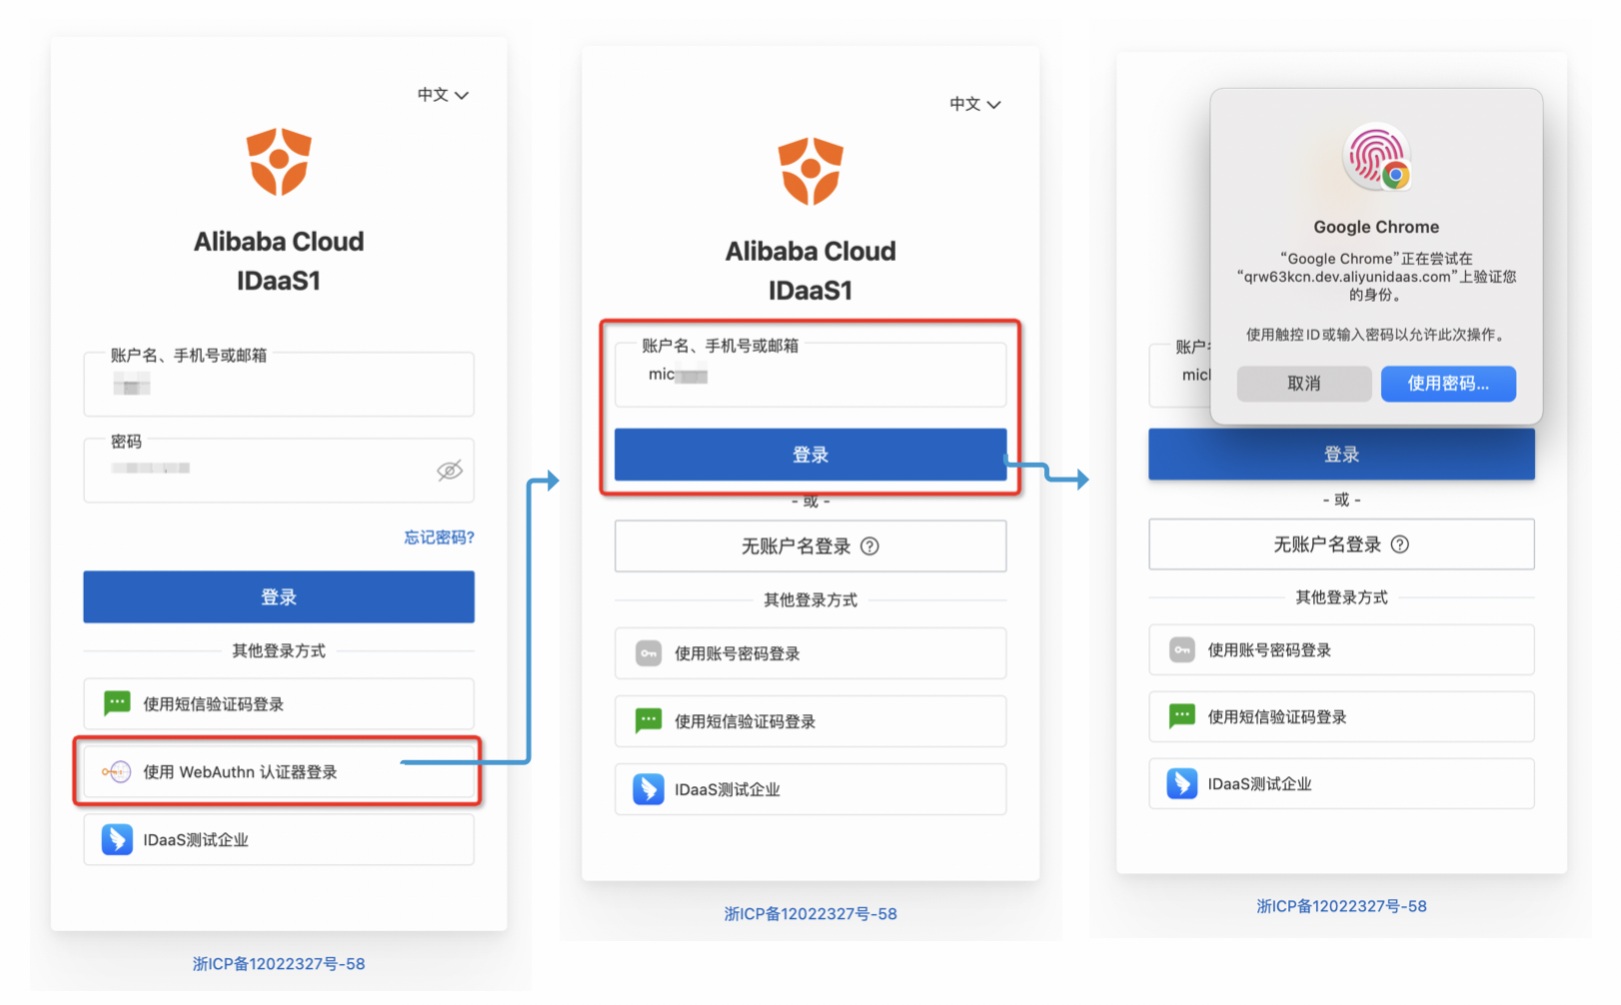 中文
Alibaba Cloud
IDaaS1
账户名、手机号或邮箱
密码
忘记密码?
登录
其他登录方式
使用短信验证码登录
使用 WebAuthn 认证器登录
IDaaS测试企业
浙ICP备12022327号-58
中文
Alibaba Cloud
IDaaS1
账户名、手机号或邮箱
mic
登录
- 或 -
无账户名登录 ?
其他登录方式
使用账号密码登录
使用短信验证码登录
IDaaS测试企业
浙ICP备12022327号-58
Google Chrome
“Google Chrome”正在尝试在
“qrw63kcn.dev.aliyunidaas.com”上验证您
的身份。
使用触控 ID 或输入密码以允许此次操作。
取消
使用密码...
账户
mic
登录
- 或 -
无账户名登录 ?
其他登录方式
使用账号密码登录
使用短信验证码登录
IDaaS测试企业
浙ICP备12022327号-58